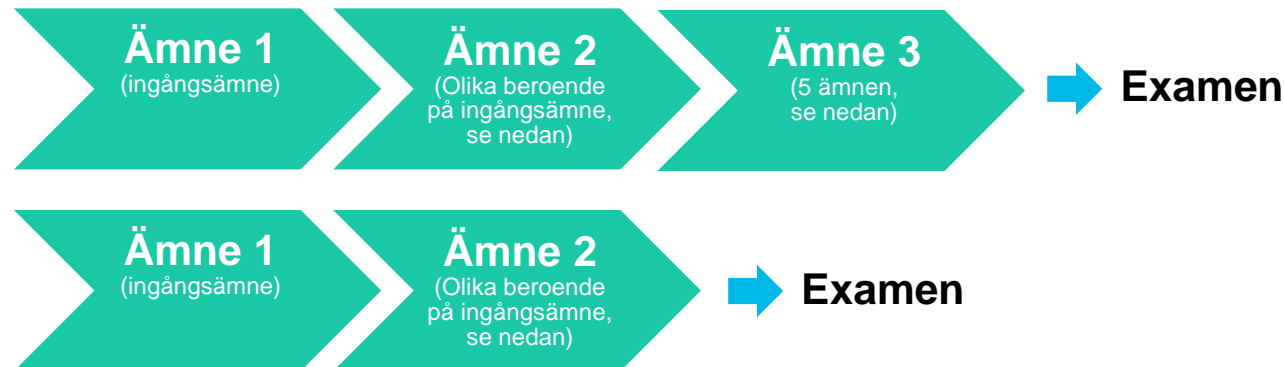 Ämne 1
(ingångsämne)
Ämne 2
(Olika beroende
på ingångsämne,
se nedan)
Ämne 3
(5 ämnen,
se nedan)
Examen
Ämne 1
(ingångsämne)
Ämne 2
(Olika beroende
på ingångsämne,
se nedan)
Examen